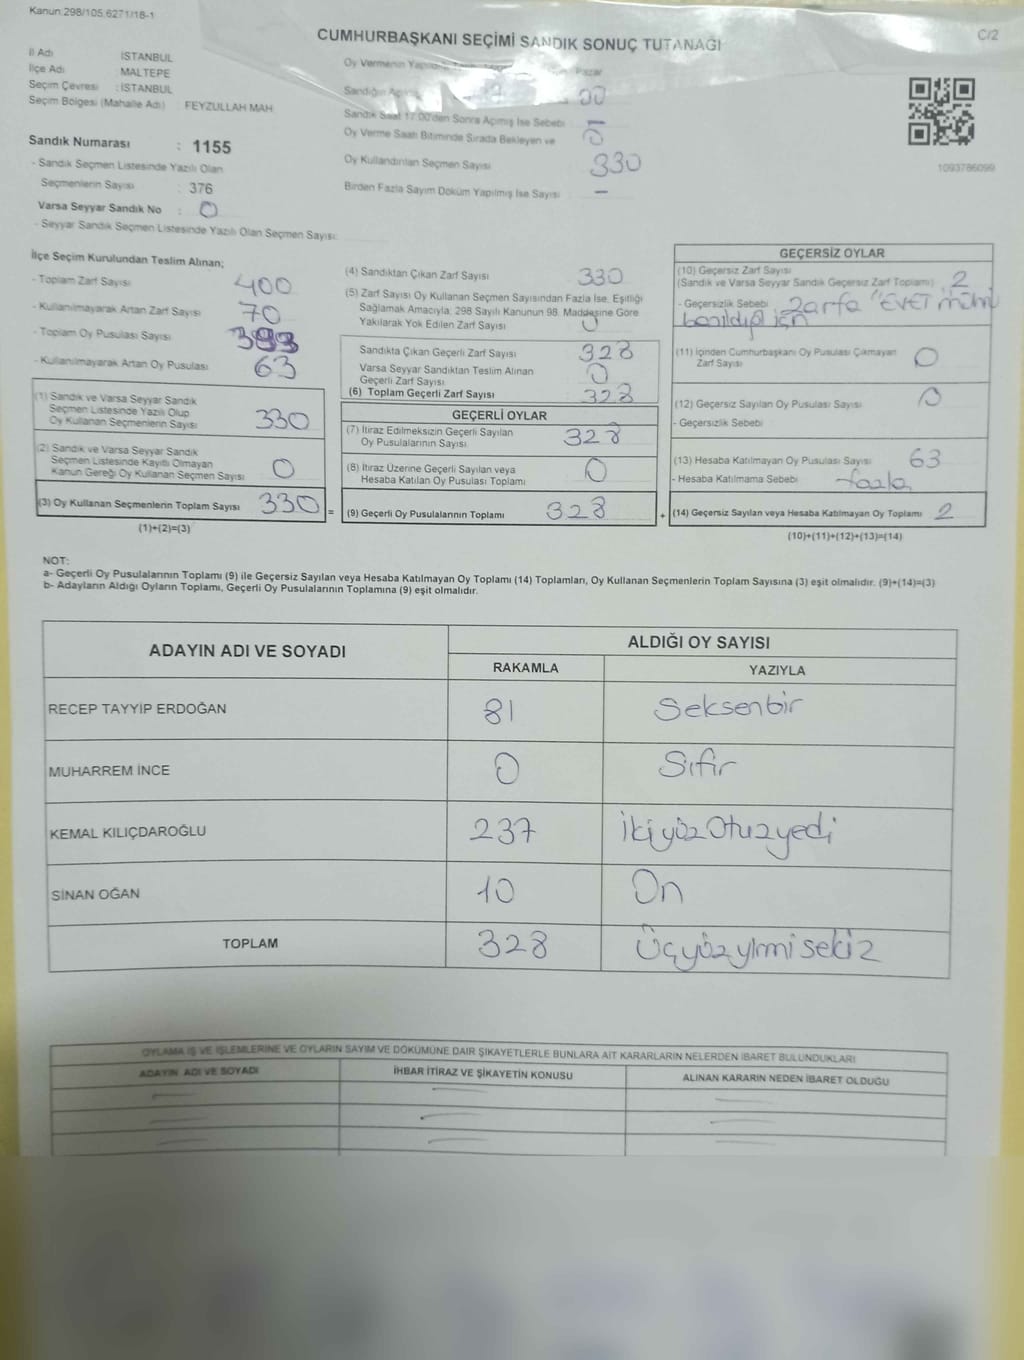 Kanun:298/105,6271/18-1
CUMHURBAŞKANI SEÇİMİ SANDIK SONUÇ TUTANAĞI
C/2
İl Adı İSTANBUL
İlçe Adı MALTEPE
Seçim Çevresi : İSTANBUL
Seçim Bölgesi (Mahalle Adı) : FEYZULLAH MAH
Sandık Numarası : 1155
- Sandık Seçmen Listesinde Yazılı Olan
Seçmenlerin Sayısı : 376
Varsa Seyyar Sandık No : 0
- Seyyar Sandık Seçmen Listesinde Yazılı Olan Seçmen Sayısı:
Oy Vermenin Pazar
Sandığın 00
Sandık Saat 17:00'den Sonra Açmış İse Sebebi –
Oy Verme Saati Bitiminde Sırada Bekleyen ve 0
Oy Kullandırılan Seçmen Sayısı 330
Birden Fazla Sayım Döküm Yapılmış İse Sayısı –
1093786099
İlçe Seçim Kurulundan Teslim Alınan;
- Toplam Zarf Sayısı 400
- Kullanılmayarak Artan Zarf Sayısı 70
- Toplam Oy Pusulası Sayısı 393
- Kullanılmayarak Artan Oy Pusulası 63
(1) Sandık ve Varsa Seyyar Sandık
Seçmen Listesinde Yazılı Olup
Oy Kullanan Seçmenlerin Sayısı 330
(2) Sandık ve Varsa Seyyar Sandık
Seçmen Listesinde Kayıtlı Olmayan
Kanun Gereği Oy Kullanan Seçmen Sayısı 0
(3) Oy Kullanan Seçmenlerin Toplam Sayısı 330 =
(1)+(2)=(3)
(4) Sandıktan Çıkan Zarf Sayısı 330
(5) Zarf Sayısı Oy Kullanan Seçmen Sayısından Fazla İse, Eşitliği
Sağlamak Amacıyla, 298 Sayılı Kanunun 98. Maddesine Göre
Yakılarak Yok Edilen Zarf Sayısı 0
Sandıkta Çıkan Geçerli Zarf Sayısı 328
Varsa Seyyar Sandıktan Teslim Alınan
Geçerli Zarf Sayısı 0
(6) Toplam Geçerli Zarf Sayısı 328
GEÇERLİ OYLAR
(7) İtiraz Edilmeksizin Geçerli Sayılan
Oy Pusulalarının Sayısı 328
(8) İtiraz Üzerine Geçerli Sayılan veya
Hesaba Katılan Oy Pusulası Toplamı 0
(9) Geçerli Oy Pusulalarının Toplamı 328 +
GEÇERSİZ OYLAR
(10) Geçersiz Zarf Sayısı
(Sandık ve Varsa Seyyar Sandık Geçersiz Zarf Toplamı) 2
- Geçersizlik Sebebi Zarfa "EVET mührü
basıldığı için
(11) İçinden Cumhurbaşkanı Oy Pusulası Çıkmayan
Zarf Sayısı 0
(12) Geçersiz Sayılan Oy Pusulası Sayısı 0
- Geçersizlik Sebebi
(13) Hesaba Katılmayan Oy Pusulası Sayısı 63
- Hesaba Katılmama Sebebi fazla
(14) Geçersiz Sayılan veya Hesaba Katılmayan Oy Toplamı 2
(10)+(11)+(12)+(13)=(14)
NOT:
a- Geçerli Oy Pusulalarının Toplamı (9) ile Geçersiz Sayılan veya Hesaba Katılmayan Oy Toplamı (14) Toplamları, Oy Kullanan Seçmenlerin Toplam Sayısına (3) eşit olmalıdır. (9)+(14)=(3)
b- Adayların Aldığı Oyların Toplamı, Geçerli Oy Pusulalarının Toplamına (9) eşit olmalıdır.
ADAYIN ADI VE SOYADI ALDIĞI OY SAYISI
RAKAMLA YAZIYLA
RECEP TAYYİP ERDOĞAN 81 Seksenbir
MUHARREM İNCE 0 Sıfır
KEMAL KILIÇDAROĞLU 237 İkiyüzOtuzyedi
SİNAN OĞAN 10 On
TOPLAM 328 Üçyüzyirmisekiz
OYLAMA İŞ VE İŞLEMLERİNE VE OYLARIN SAYIM VE DÖKÜMÜNE DAİR ŞİKAYETLERLE BUNLARA AİT KARARLARIN NELERDEN İBARET BULUNDUKLARI
ADAYIN ADI VE SOYADI İHBAR İTİRAZ VE ŞİKAYETİN KONUSU ALINAN KARARIN NEDEN İBARET OLDUĞU